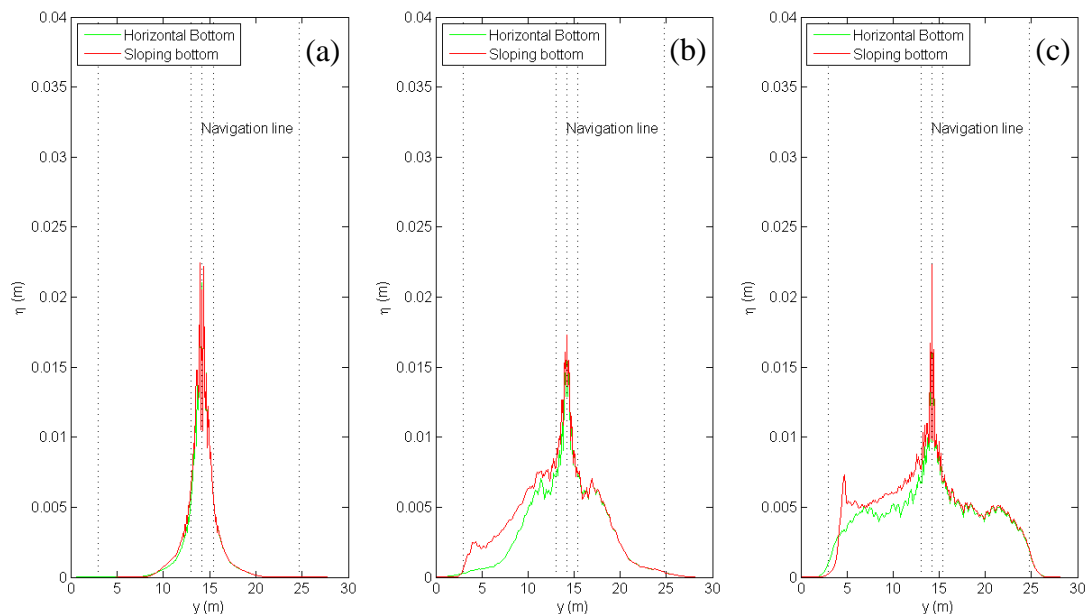 Horizontal Bottom
Sloping bottom
(a)
Navigation line
0.04
0.035
0.03
0.025
0.02
0.015
0.01
0.005
0
η (m)
0 5 10 15 20 25 30
y (m)
Horizontal Bottom
Sloping bottom
(b)
Navigation line
0.04
0.035
0.03
0.025
0.02
0.015
0.01
0.005
0
η (m)
0 5 10 15 20 25 30
y (m)
Horizontal Bottom
Sloping bottom
(c)
Navigation line
0.04
0.035
0.03
0.025
0.02
0.015
0.01
0.005
0
η (m)
0 5 10 15 20 25 30
y (m)